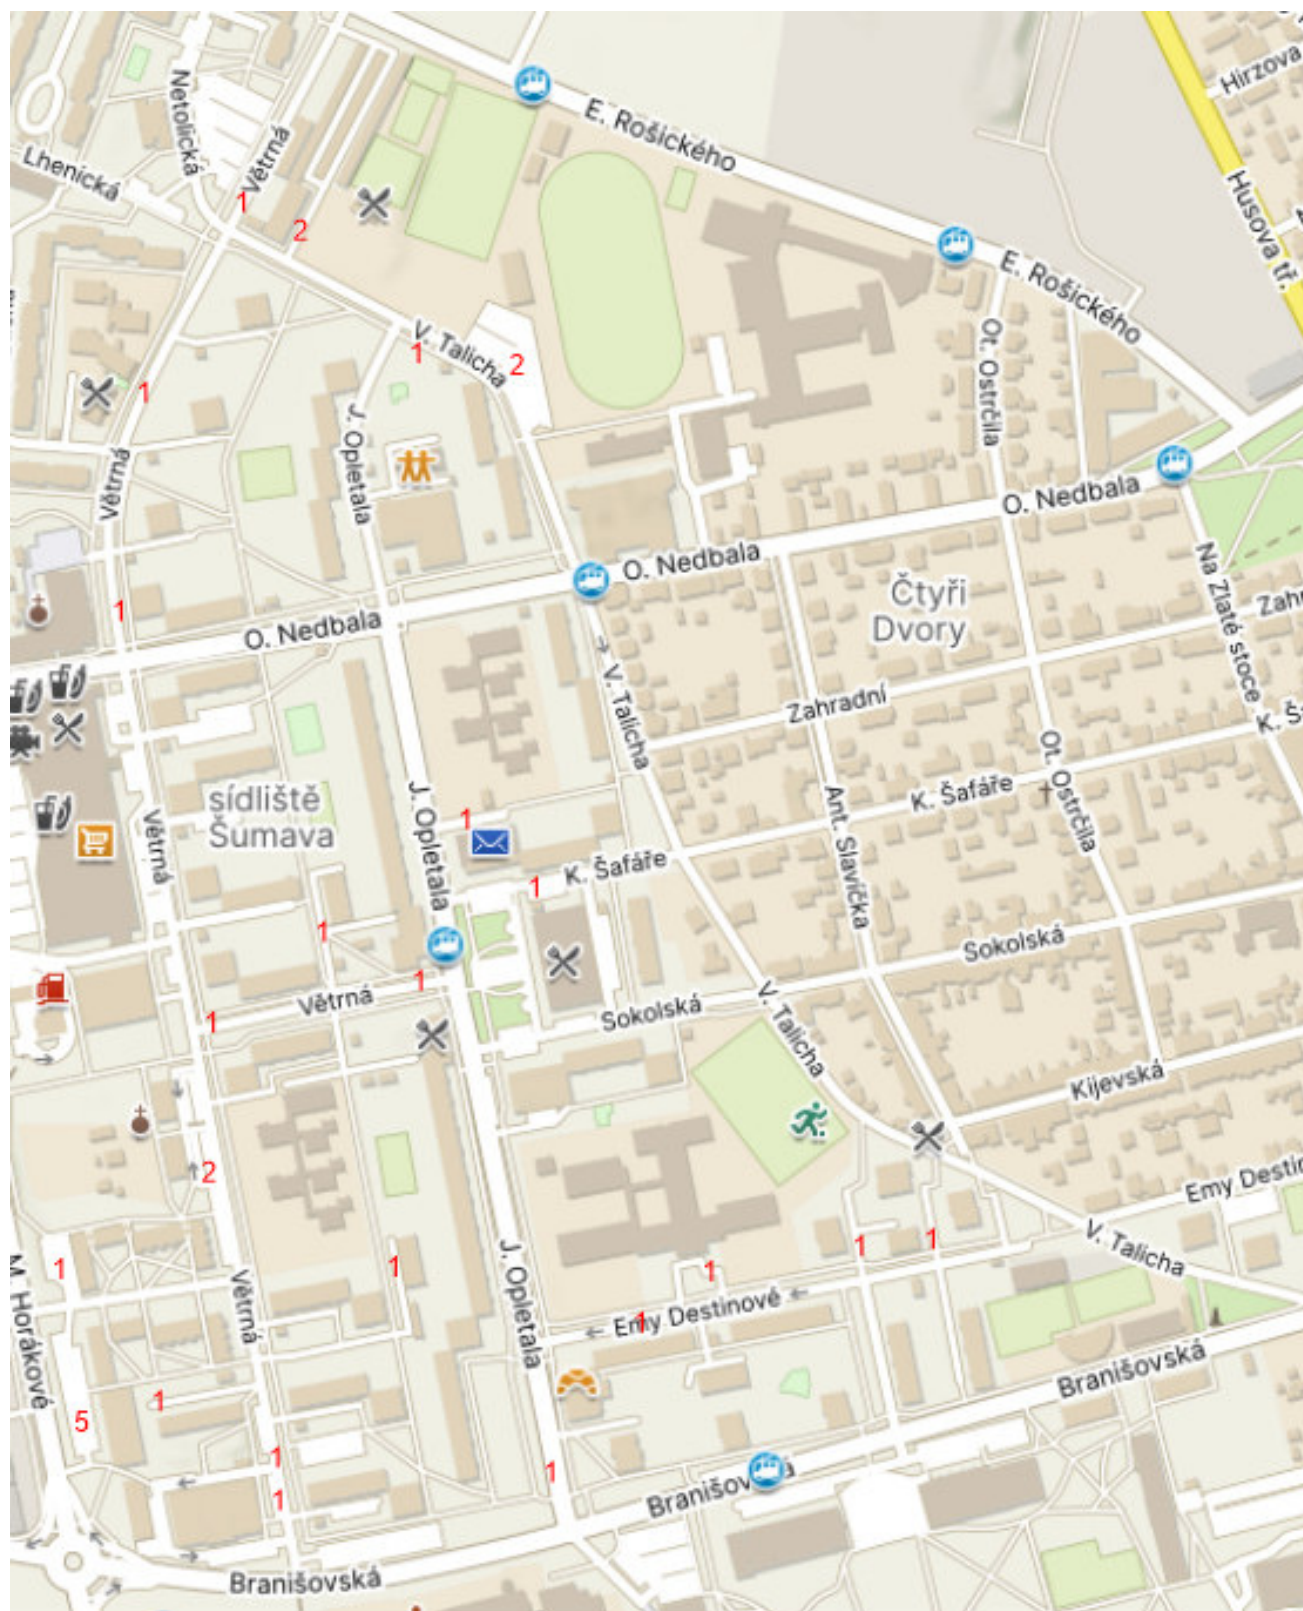 Hirzova
E. Rošického
Netolická
Větrná
Lhenická
1
Husova tř.
2
E. Rošického
V. Talicha
1
2
Ot. Ostrčila
1
J. Opletala
Větrná
O. Nedbala
O. Nedbala
Čtyři
Dvory
Na Zlaté stoce
1
O. Nedbala
V. Talicha
Zahradní
K. Šafáře
Ot. Ostrčila
sídliště
Šumava
J. Opletala
Větrná
1
Ant. Slavíčka
K. Šafáře
1
1
Sokolská
1
Větrná
1
Sokolská
V. Talicha
Kijevská
2
V. Talicha
1
1
J. Opletala
1
1
1
M. Horákové
Větrná
Emy Destinové
1
Branišovská
1
5
1
1
1
Branišovská